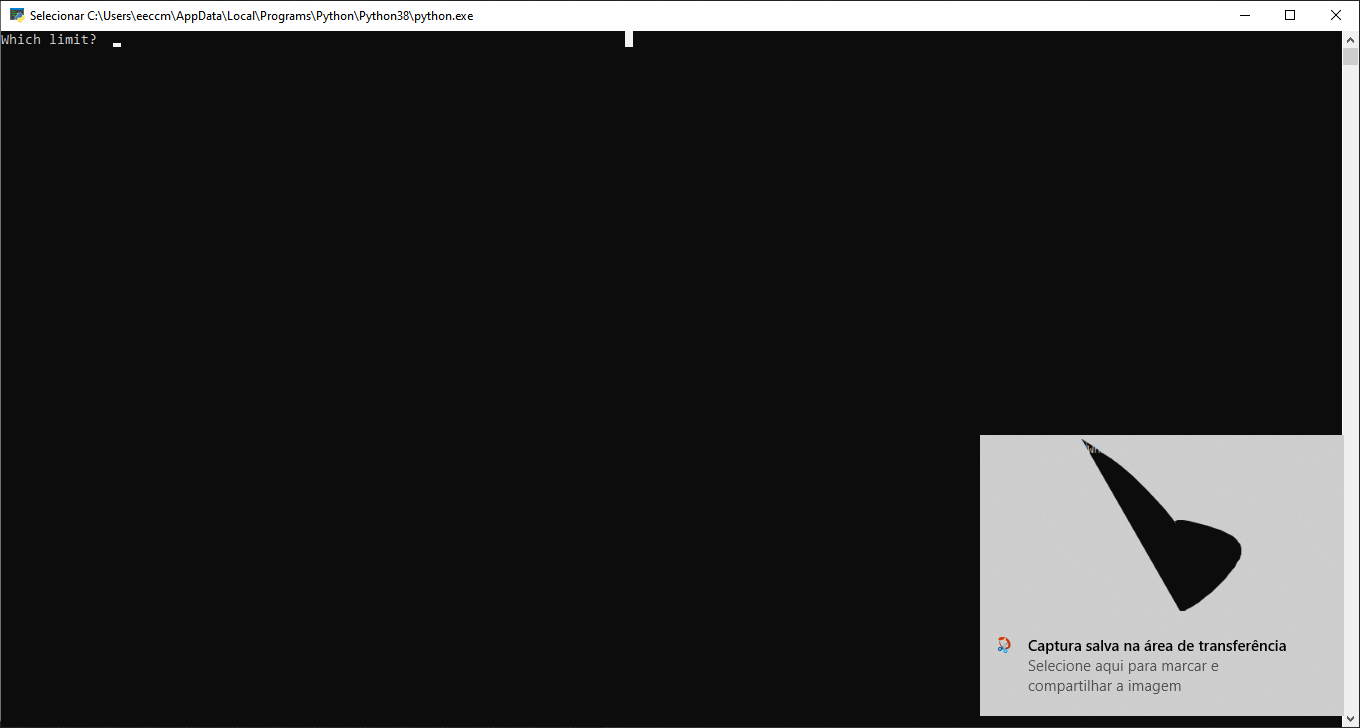 Selecionar C:\Users\eeccm\AppData\Local\Programs\Python\Python38\python.exe
Which limit?
Captura salva na área de transferência
Selecione aqui para marcar e
compartilhar a imagem